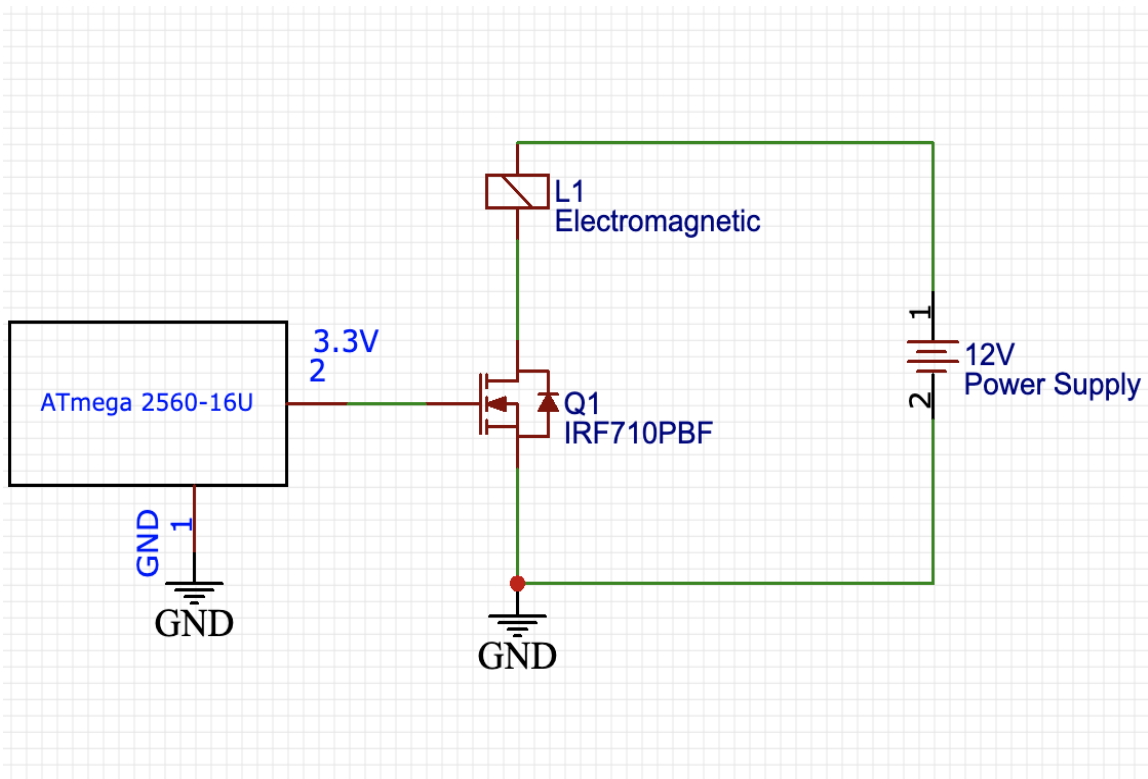 L1
Electromagnetic
3.3V
2
1
12V
Power Supply
2
ATmega 2560-16U
Q1
IRF710PBF
GND
1
GND
GND